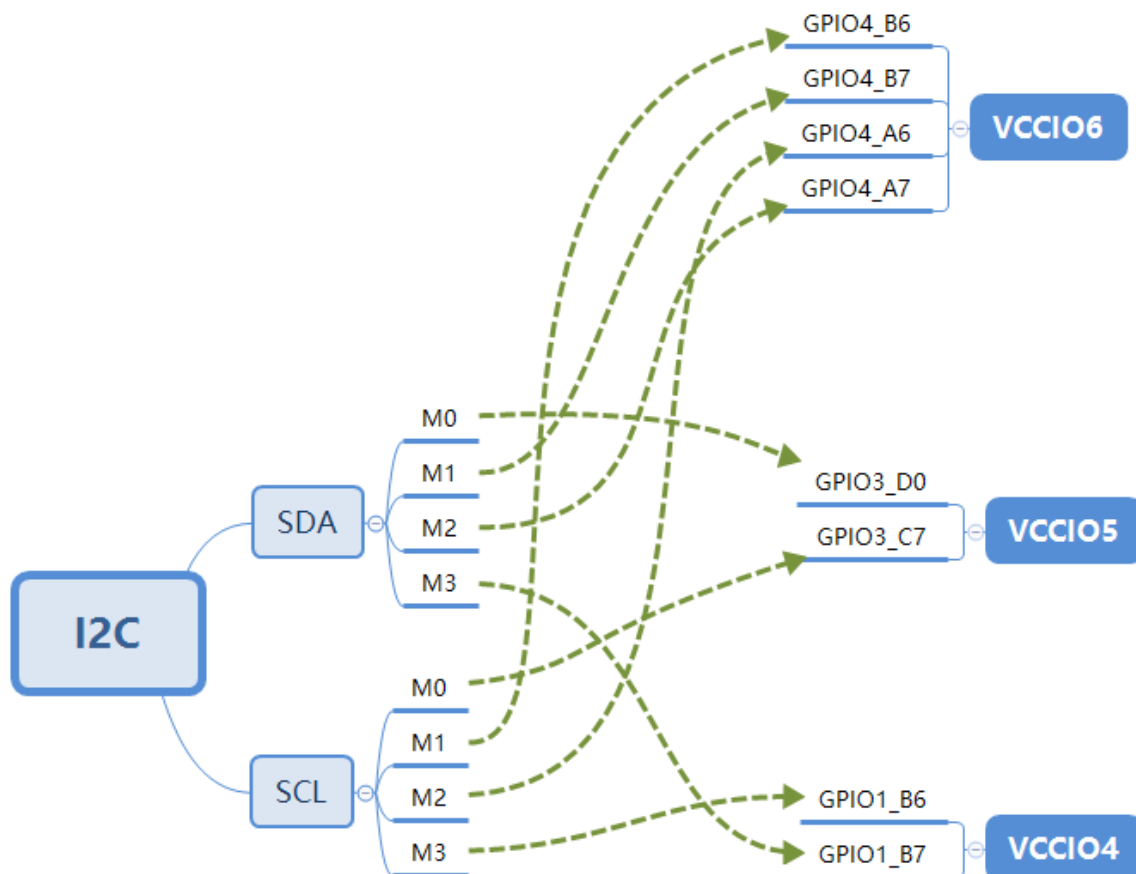 I2C
SDA
M0
M1
M2
M3
SCL
M0
M1
M2
M3
GPIO4_B6
GPIO4_B7
GPIO4_A6
GPIO4_A7
VCCIO6
GPIO3_D0
GPIO3_C7
VCCIO5
GPIO1_B6
GPIO1_B7
VCCIO4